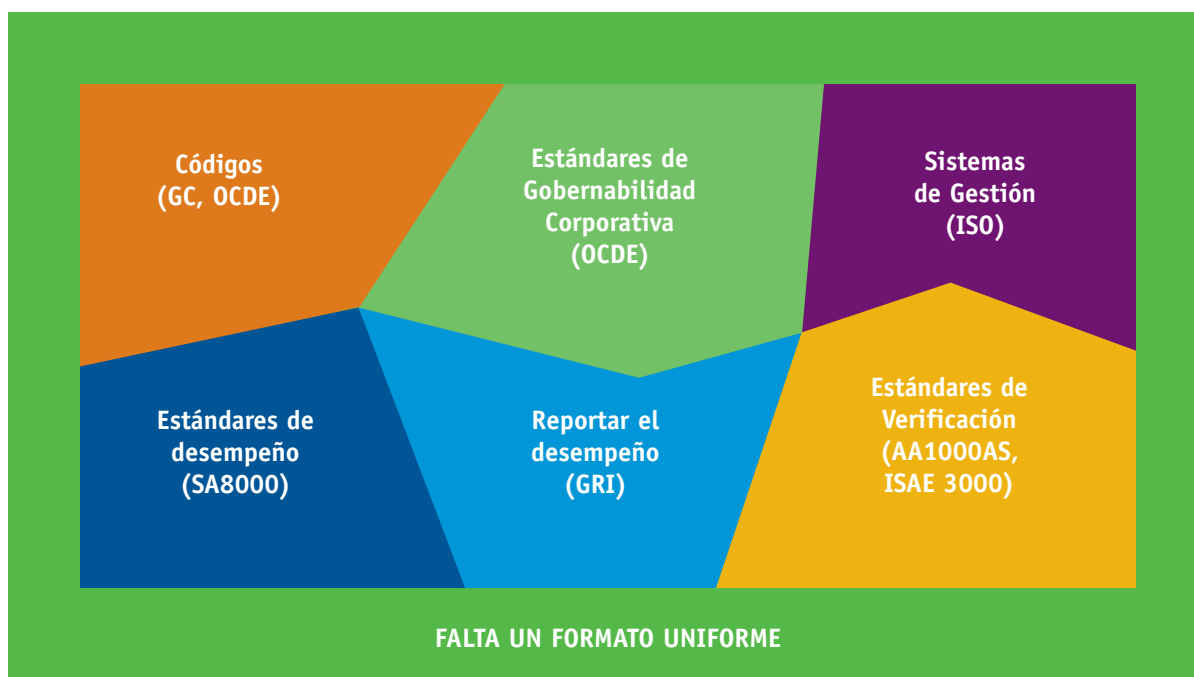 Códigos
(GC, OCDE)
Estándares de
Gobernabilidad
Corporativa
(OCDE)
Sistemas
de Gestión
(ISO)
Estándares de
desempeño
(SA8000)
Reportar el
desempeño
(GRI)
Estándares de
Verificación
(AA1000AS,
ISAE 3000)
FALTA UN FORMATO UNIFORME